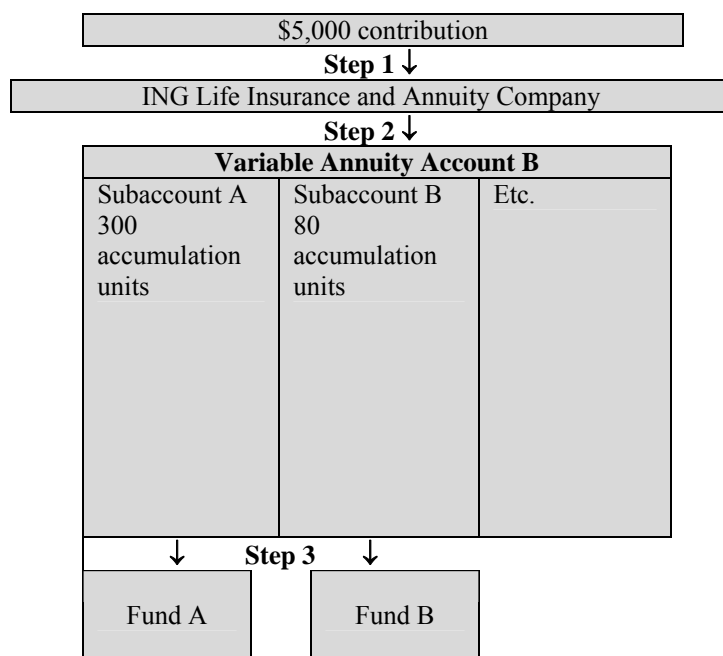 $5,000 contribution
Step 1 ↓
ING Life Insurance and Annuity Company
Step 2 ↓
Variable Annuity Account B
Subaccount A
300
accumulation
units
Subaccount B
80
accumulation
units
Etc.
↓ Step 3 ↓
Fund A
Fund B